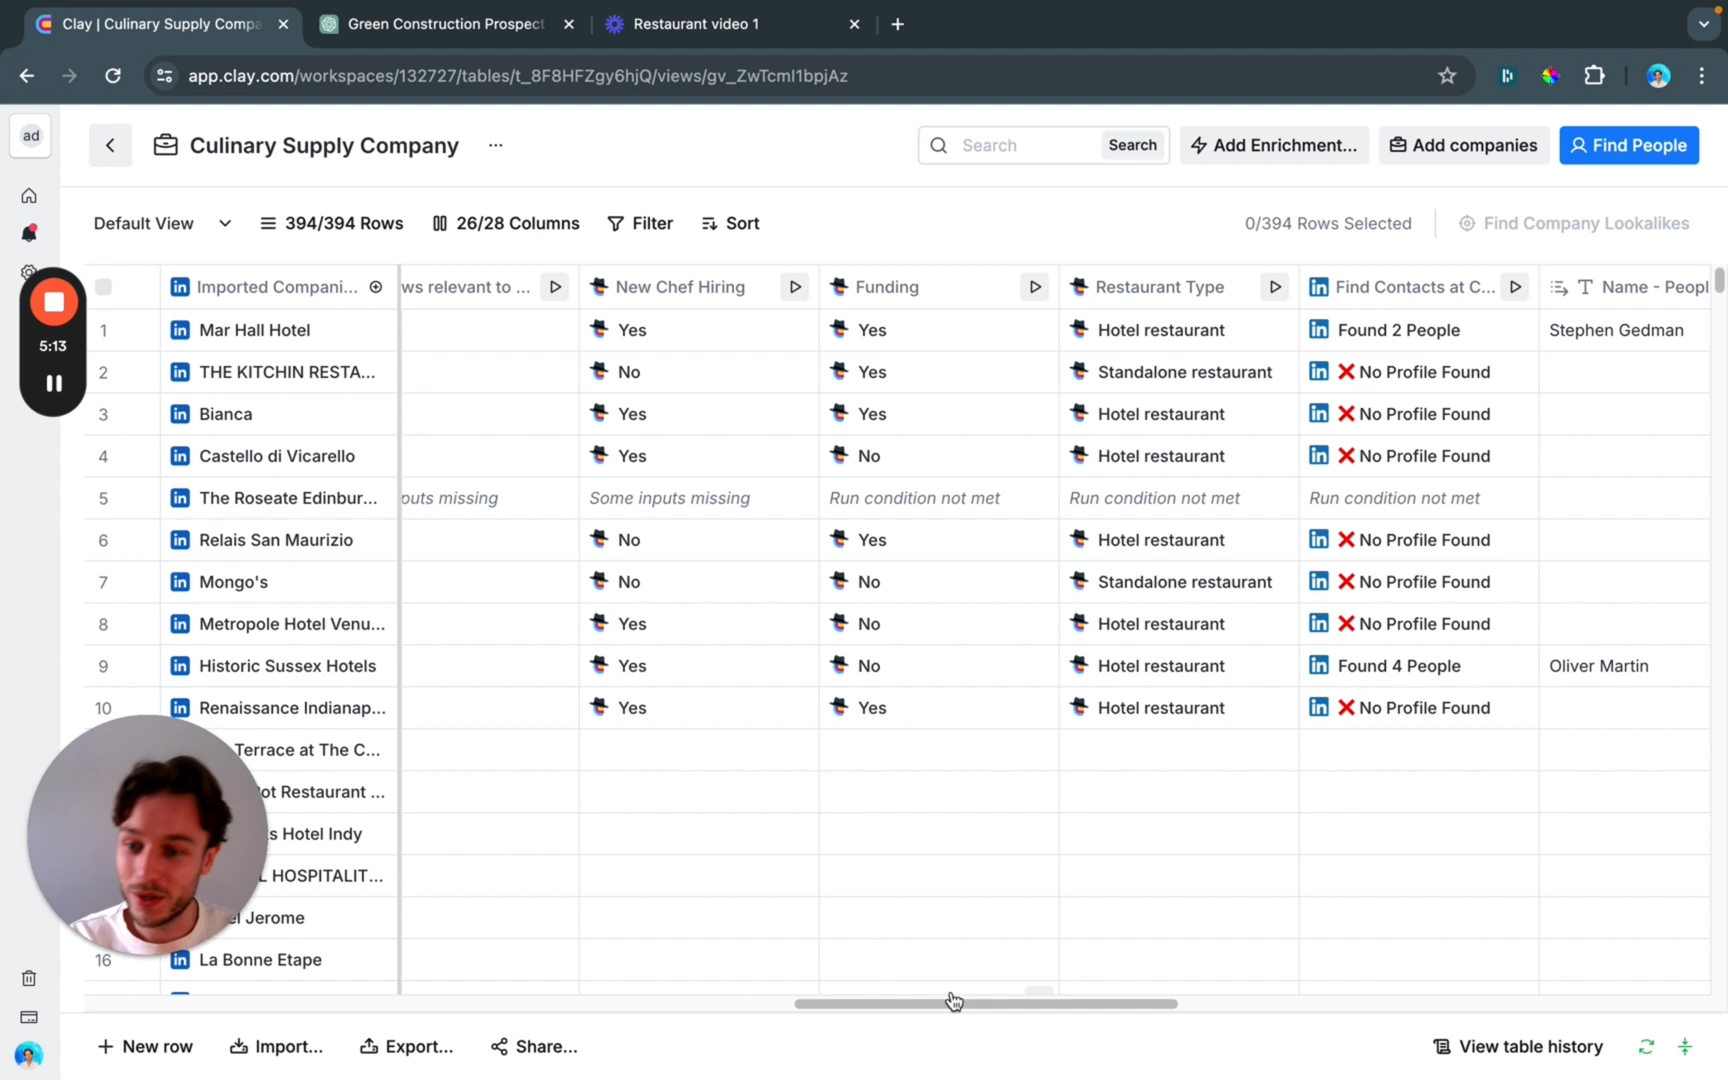 Clay | Culinary Supply Compa
Green Construction Prospect
Restaurant video 1
app.clay.com/workspaces/132727/tables/t_8F8HFZgy6hjQ/views/gv_ZwTcmI1bpjAz
ad
Culinary Supply Company
Search
Search
Add Enrichment...
Add companies
Find People
Default View
394/394 Rows
26/28 Columns
Filter
Sort
0/394 Rows Selected
Find Company Lookalikes
Imported Compani...
ws relevant to ...
New Chef Hiring
Funding
Restaurant Type
Find Contacts at C...
Name - Peopl
5:13
1 Mar Hall Hotel Yes Yes Hotel restaurant Found 2 People Stephen Gedman
2 THE KITCHIN RESTA... No Yes Standalone restaurant ❌ No Profile Found
3 Bianca Yes Yes Hotel restaurant ❌ No Profile Found
4 Castello di Vicarello Yes No Hotel restaurant ❌ No Profile Found
5 The Roseate Edinbur... puts missing Some inputs missing Run condition not met Run condition not met Run condition not met
6 Relais San Maurizio No Yes Hotel restaurant ❌ No Profile Found
7 Mongo's No No Standalone restaurant ❌ No Profile Found
8 Metropole Hotel Venu... Yes No Hotel restaurant ❌ No Profile Found
9 Historic Sussex Hotels Yes No Hotel restaurant Found 4 People Oliver Martin
10 Renaissance Indianap... Yes Yes Hotel restaurant ❌ No Profile Found
Terrace at The C...
ot Restaurant ...
s Hotel Indy
L HOSPITALIT...
el Jerome
16 La Bonne Etape
New row
Import...
Export...
Share...
View table history